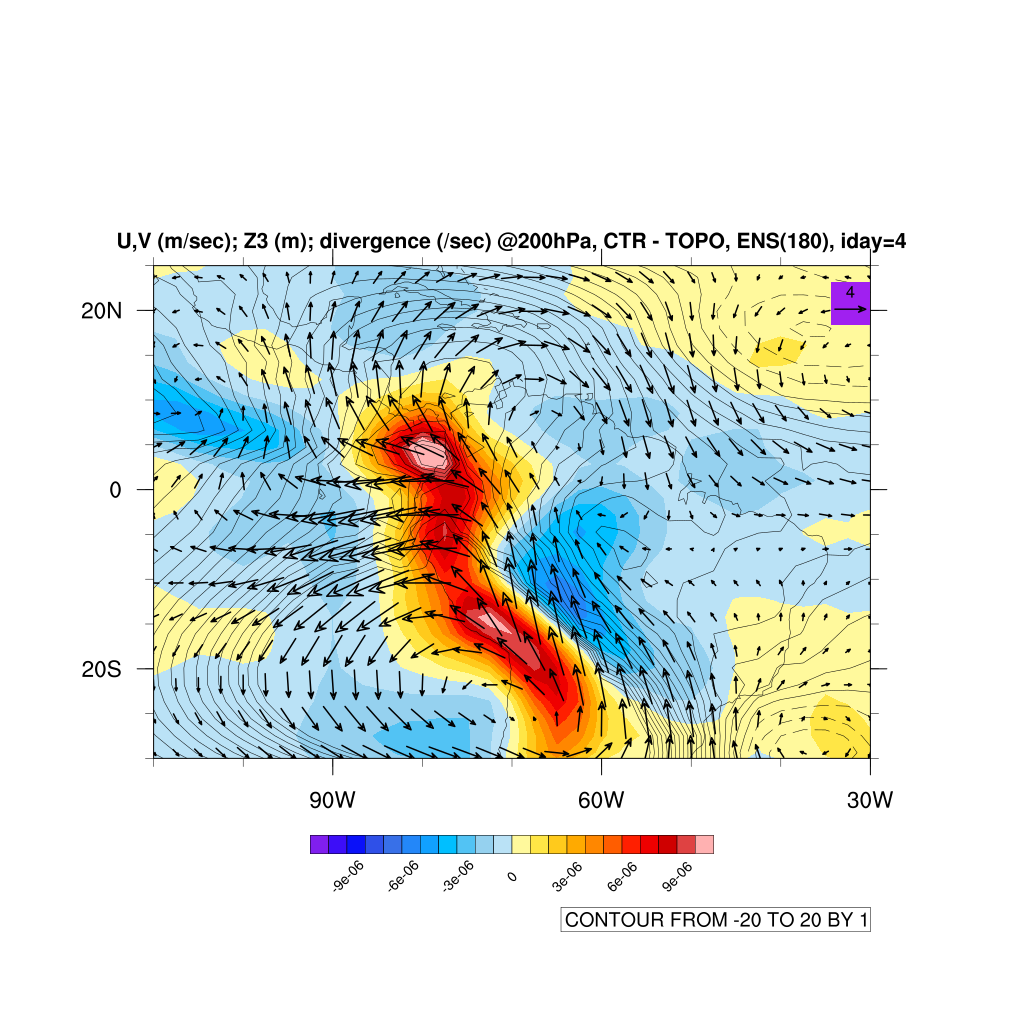 U,V (m/sec); Z3 (m); divergence (/sec) @200hPa, CTR - TOPO, ENS(180), iday=4
4
20N
0
20S
90W 60W 30W
-9e-06 -6e-06 -3e-06 0 3e-06 6e-06 9e-06
CONTOUR FROM -20 TO 20 BY 1